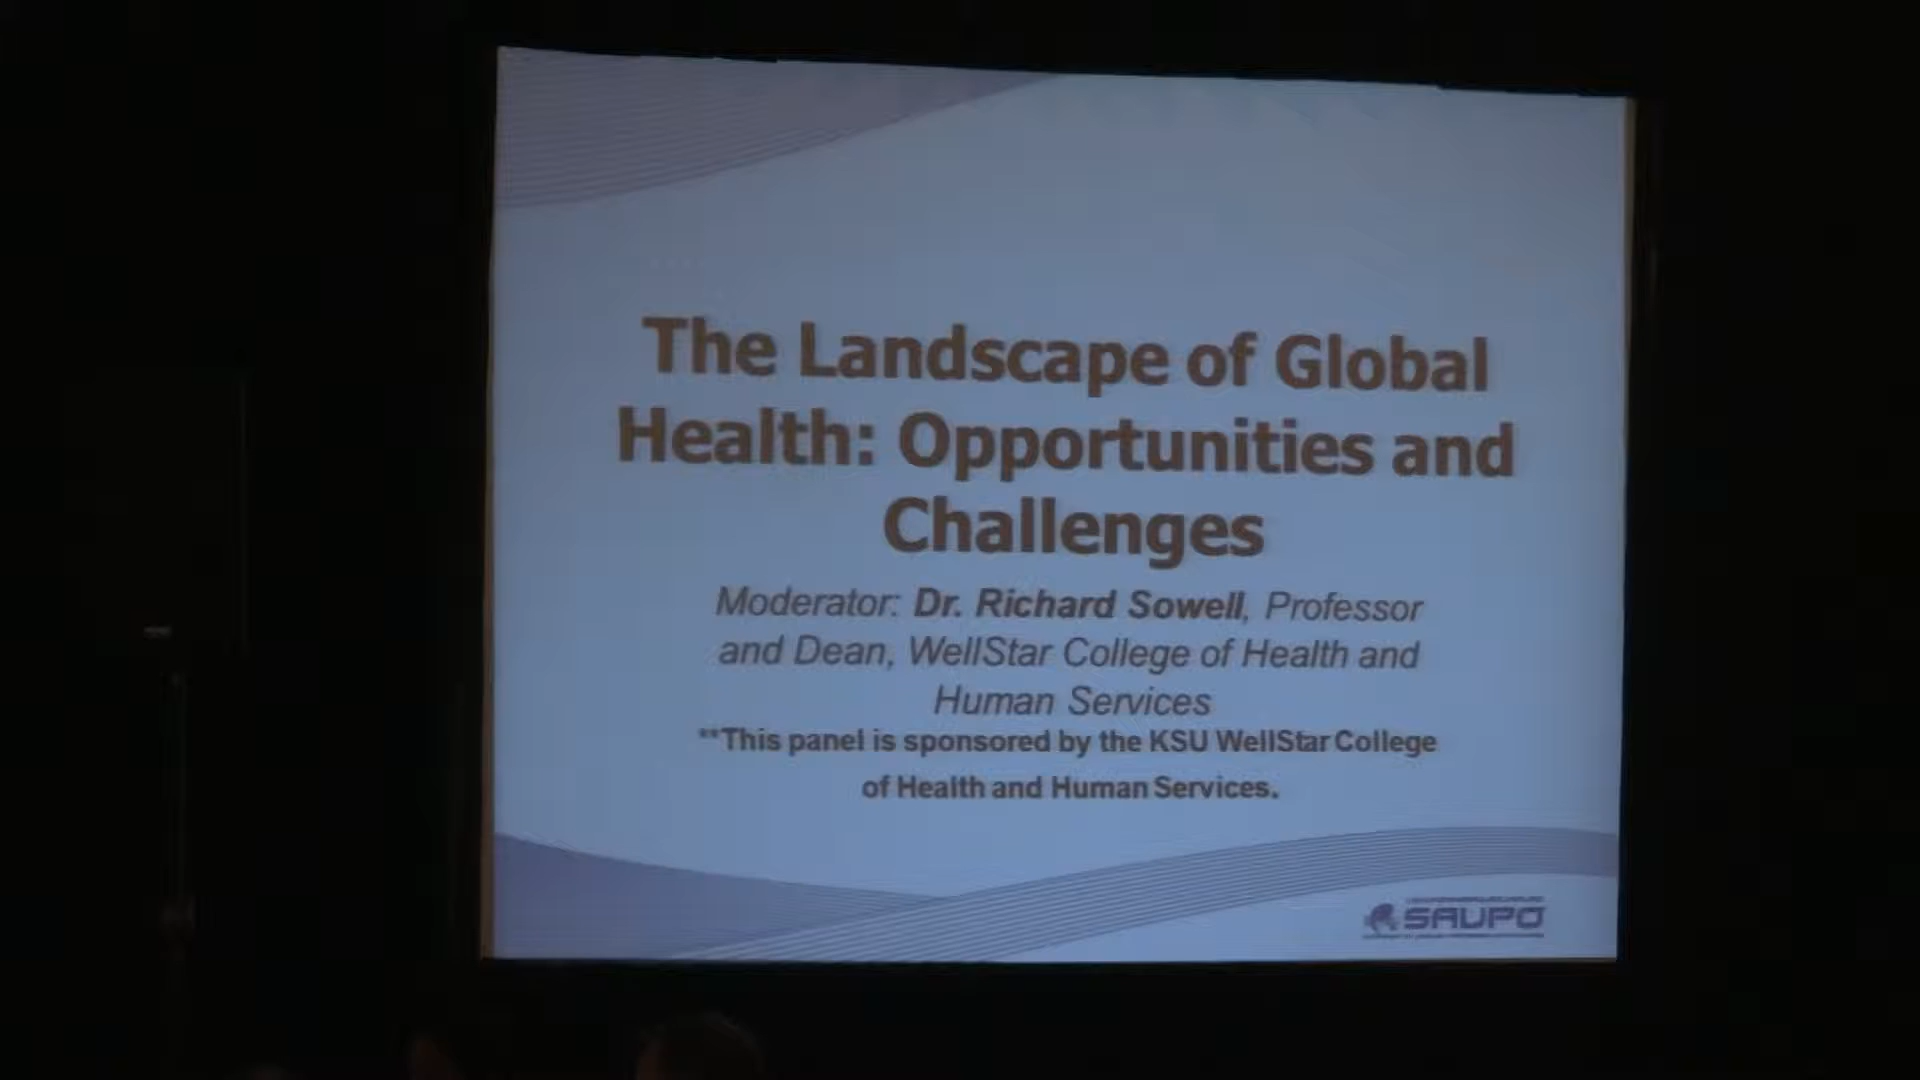 The Landscape of Global
Health: Opportunities and
Challenges
Moderator: Dr. Richard Sowell, Professor
and Dean, WellStar College of Health and
Human Services
**This panel is sponsored by the KSU WellStar College
of Health and Human Services.
SAUPO